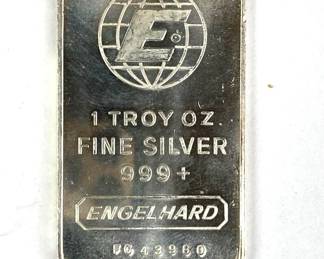 E
1 TROY OZ
FINE SILVER
999+
ENGELHARD